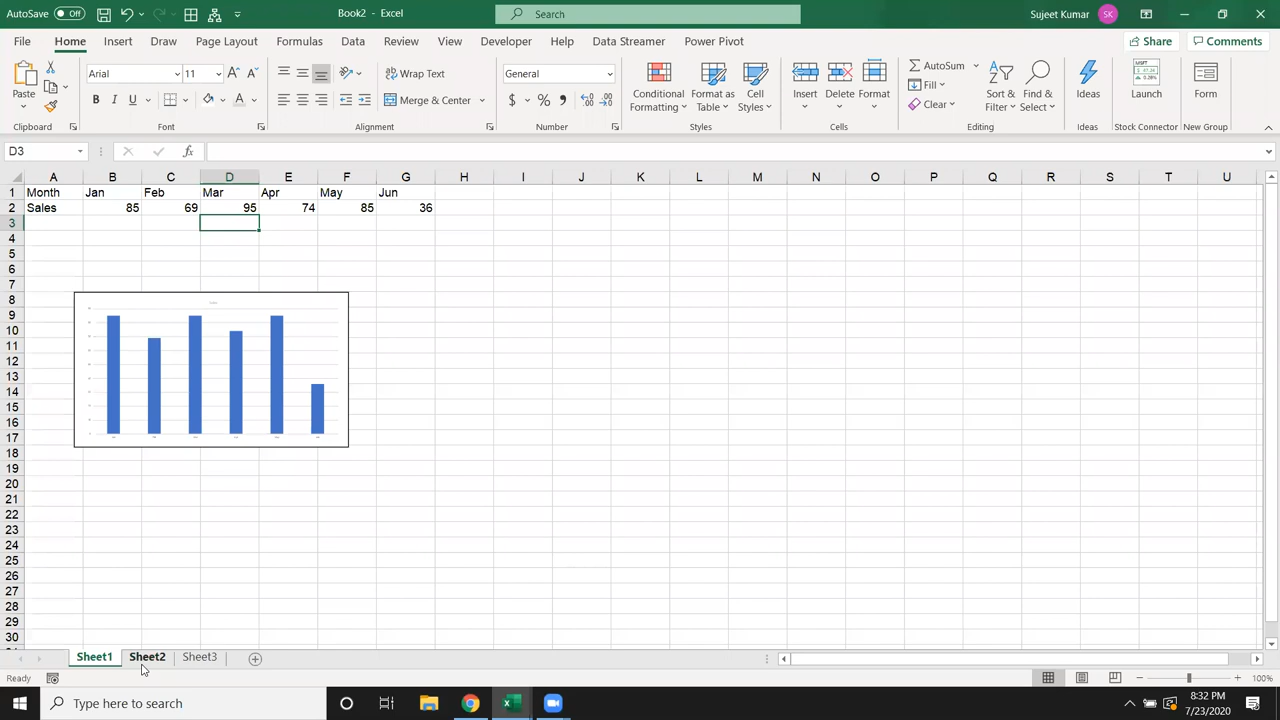 AutoSave Off Book2 - Excel Search Sujeet Kumar SK
File Home Insert Draw Page Layout Formulas Data Review View Developer Help Data Streamer Power Pivot Share Comments
Paste Arial 11 Wrap Text General Conditional Formatting Format as Table Cell Styles Insert Delete Format AutoSum Fill Clear Sort & Filter Find & Select Ideas Launch Form
B I U Merge & Center $ %
Clipboard Font Alignment Number Styles Cells Editing Ideas Stock Connector New Group
D3 fx
A B C D E F G H I J K L M N O P Q R S T U
1 Month Jan Feb Mar Apr May Jun
2 Sales 85 69 95 74 85 36
3
4
5
6
7
8
9
10
11
12
13
14
15
16
17
18
19
20
21
22
23
24
25
26
27
28
29
30
Sheet1 Sheet2 Sheet3
Ready 100%
Type here to search 8:32 PM
7/23/2020